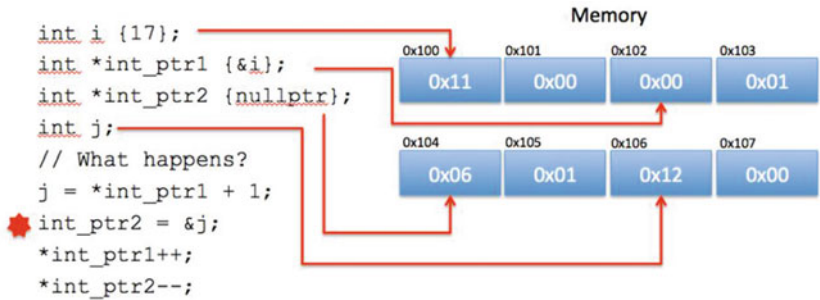 Memory
int i {17};
int *int_ptr1 {&i};
int *int_ptr2 {nullptr};
int j;
// What happens?
j = *int_ptr1 + 1;
int_ptr2 = &j;
*int_ptr1++;
*int_ptr2--;
0x100 0x101 0x102 0x103
0x11 0x00 0x00 0x01
0x104 0x105 0x106 0x107
0x06 0x01 0x12 0x00